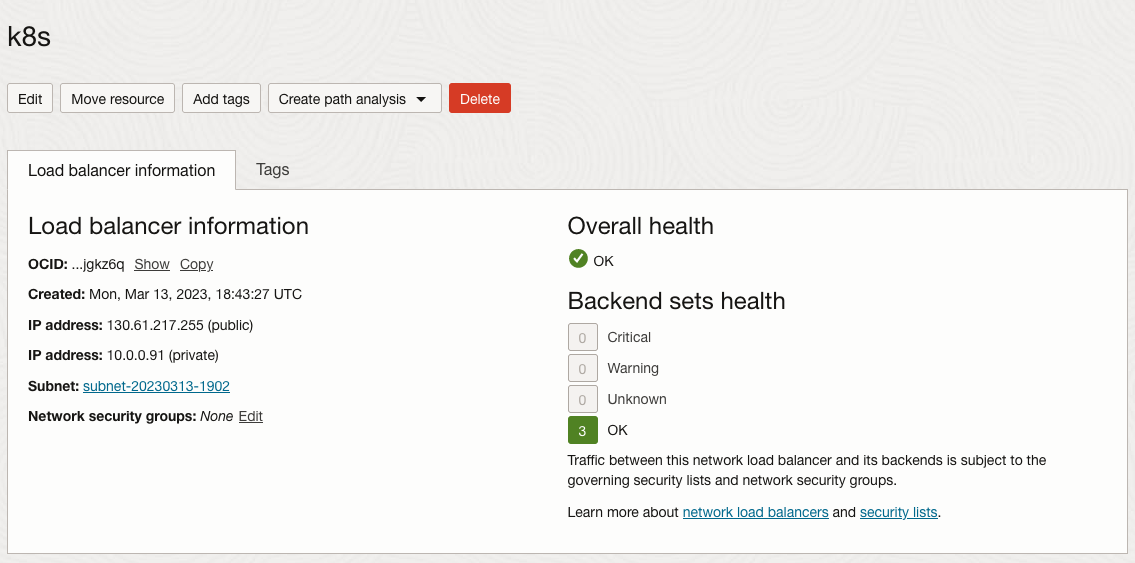 k8s
Edit
Move resource
Add tags
Create path analysis
Delete
Load balancer information
Tags
Load balancer information
OCID: ...jgkz6q Show Copy
Created: Mon, Mar 13, 2023, 18:43:27 UTC
IP address: 130.61.217.255 (public)
IP address: 10.0.0.91 (private)
Subnet: subnet-20230313-1902
Network security groups: None Edit
Overall health
OK
Backend sets health
0 Critical
0 Warning
0 Unknown
3 OK
Traffic between this network load balancer and its backends is subject to the
governing security lists and network security groups.
Learn more about network load balancers and security lists.